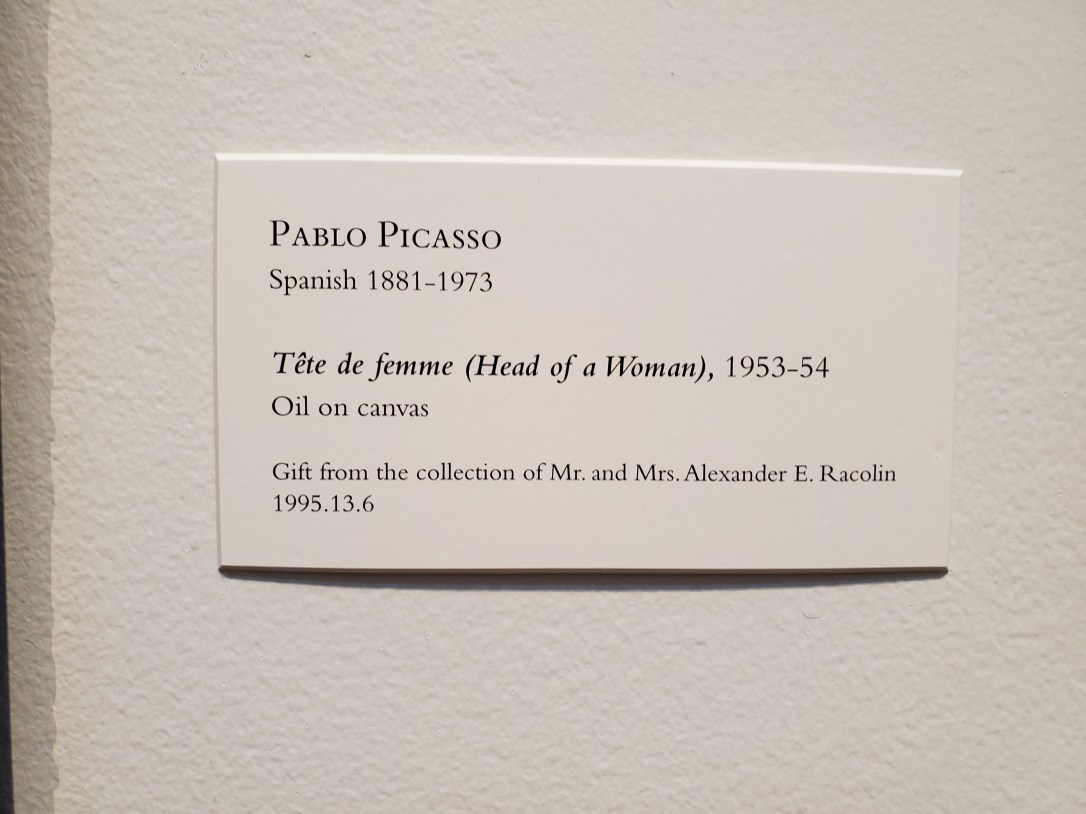 PABLO PICASSO
Spanish 1881–1973
Tête de femme (Head of a Woman), 1953–54
Oil on canvas
Gift from the collection of Mr. and Mrs. Alexander E. Racolin
1995.13.6